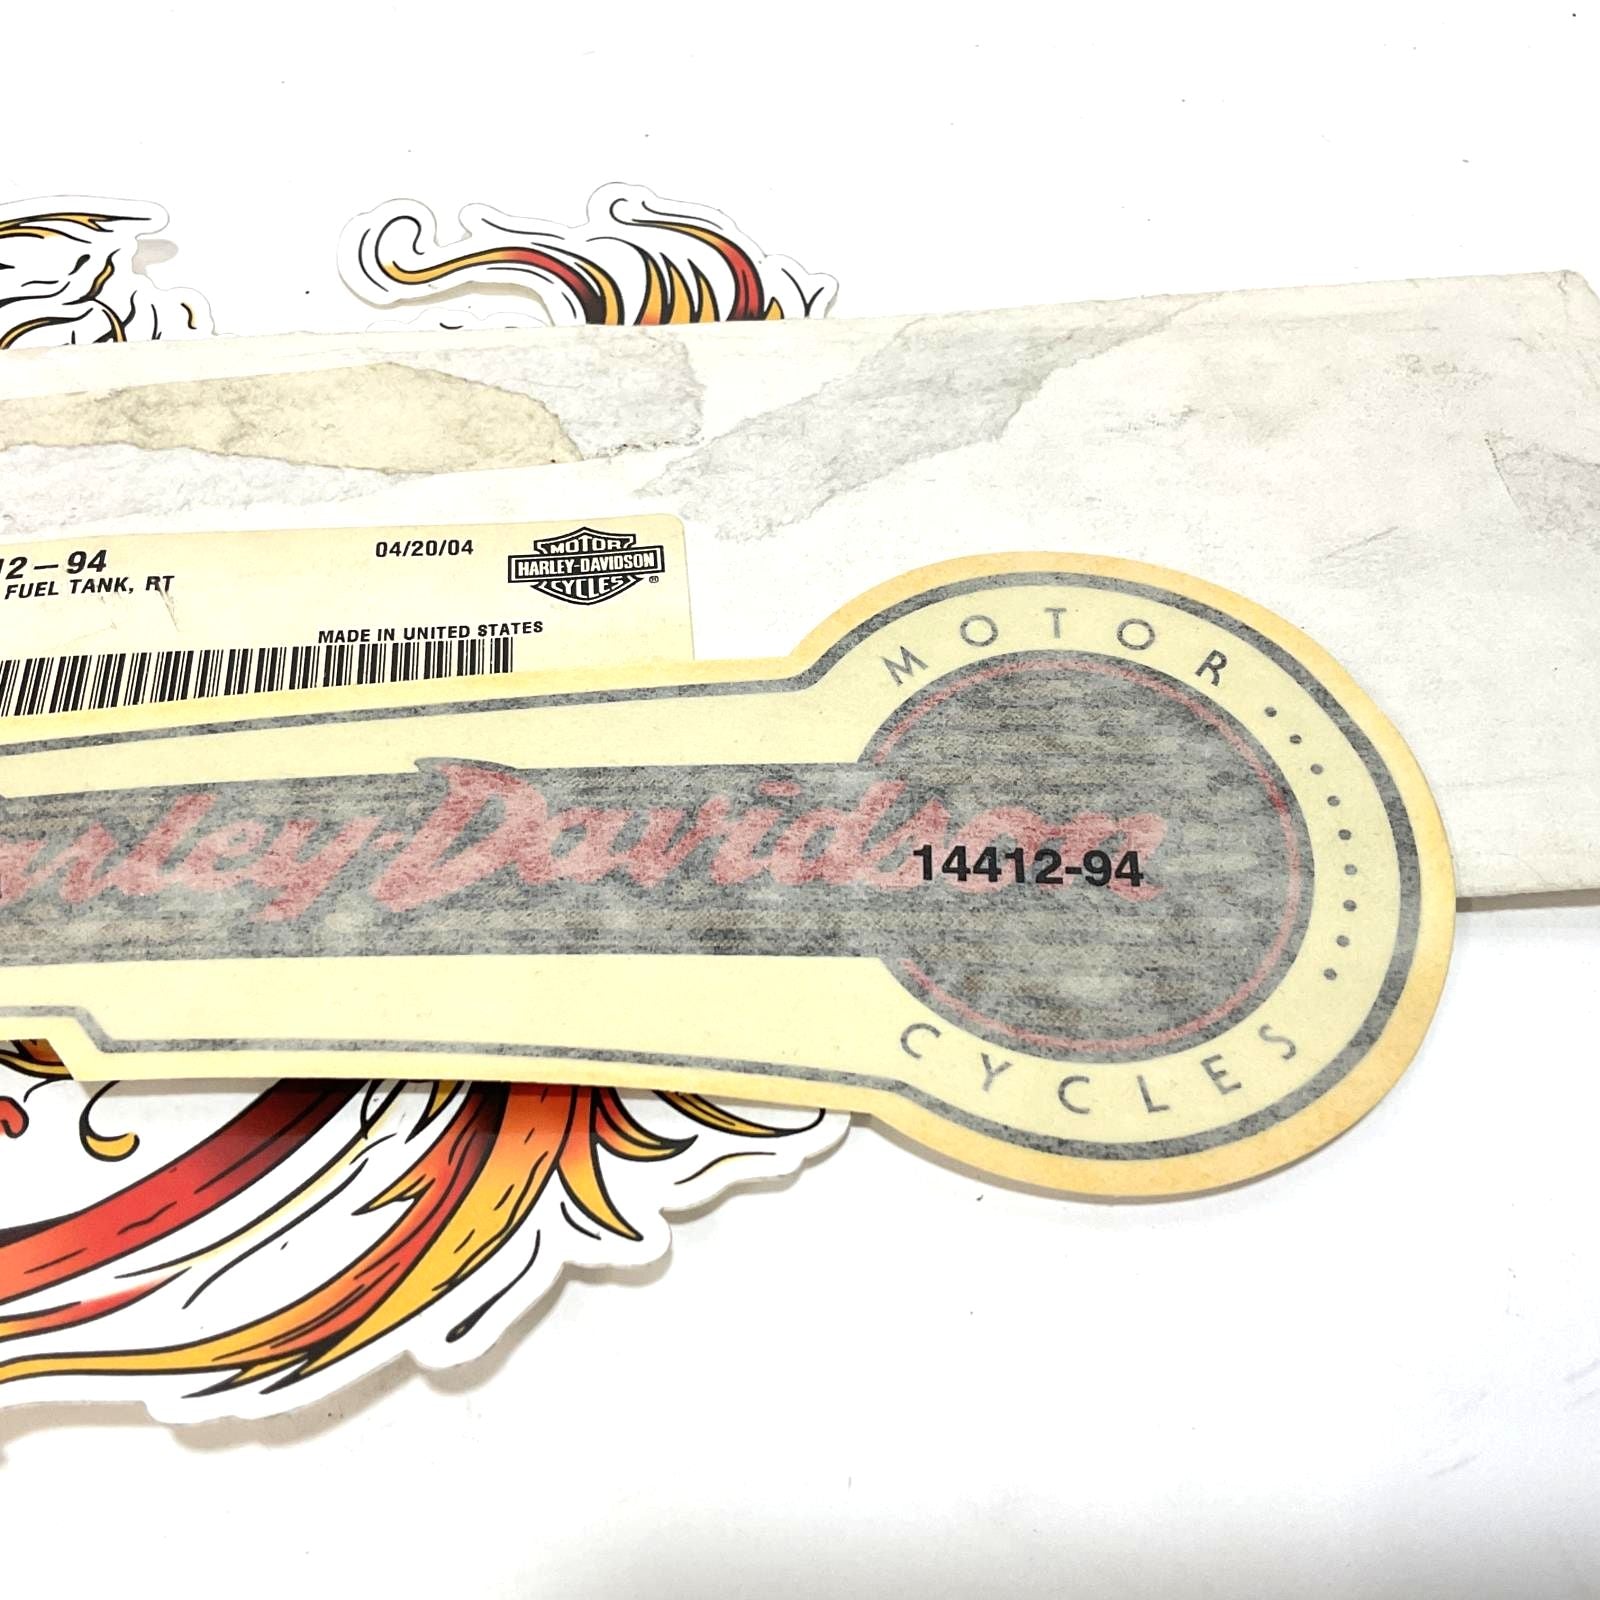 12-94
04/20/04
FUEL TANK, RT
MOTOR
HARLEY-DAVIDSON
CYCLES
®
MADE IN UNITED STATES
MOTOR
arley-Davidson
14412-94
CYCLES